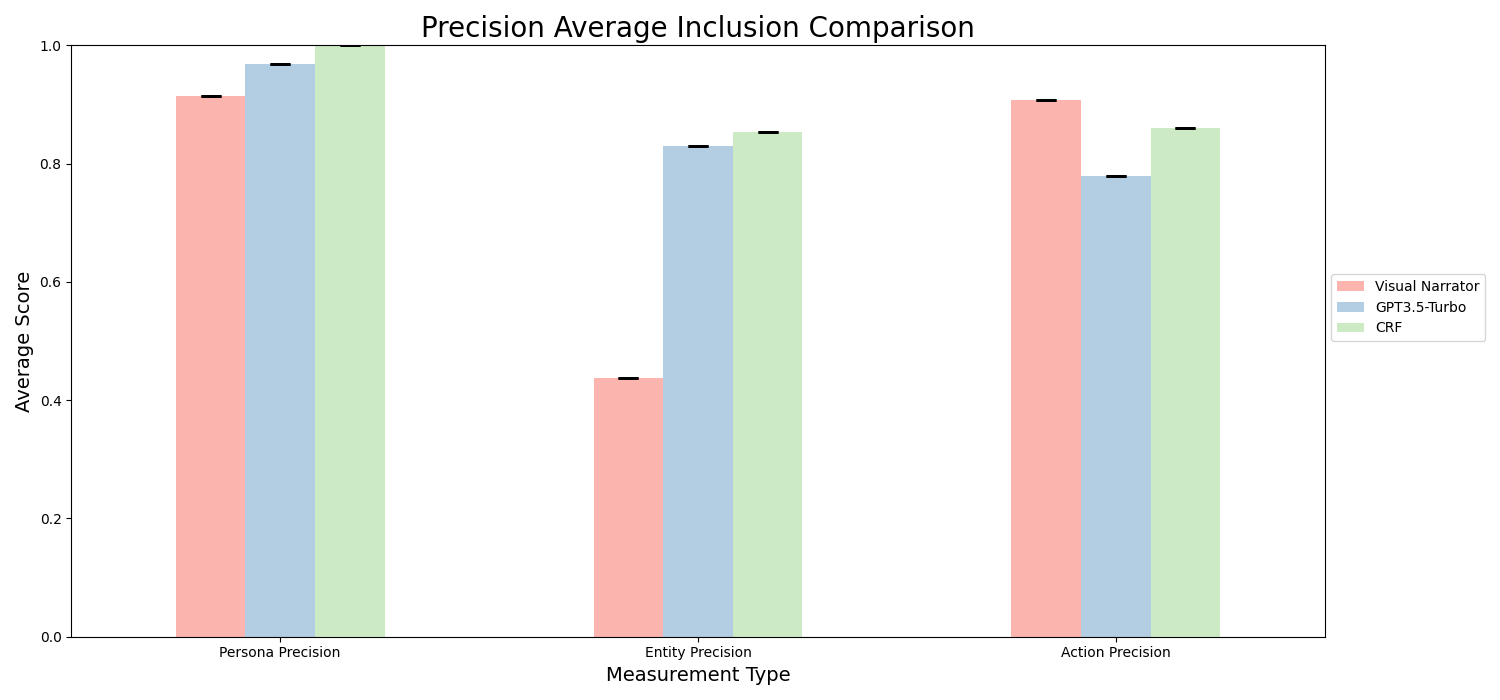 Precision Average Inclusion Comparison
1.0
0.8
0.6
0.4
0.2
0.0
Average Score
Persona Precision
Entity Precision
Action Precision
Measurement Type
Visual Narrator
GPT3.5-Turbo
CRF